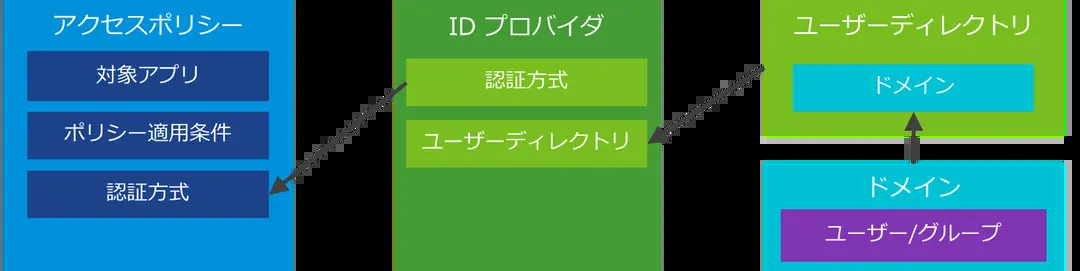 アクセスポリシー
対象アプリ
ポリシー適用条件
認証方式
ID プロバイダ
認証方式
ユーザーディレクトリ
ユーザーディレクトリ
ドメイン
ドメイン
ユーザー/グループ